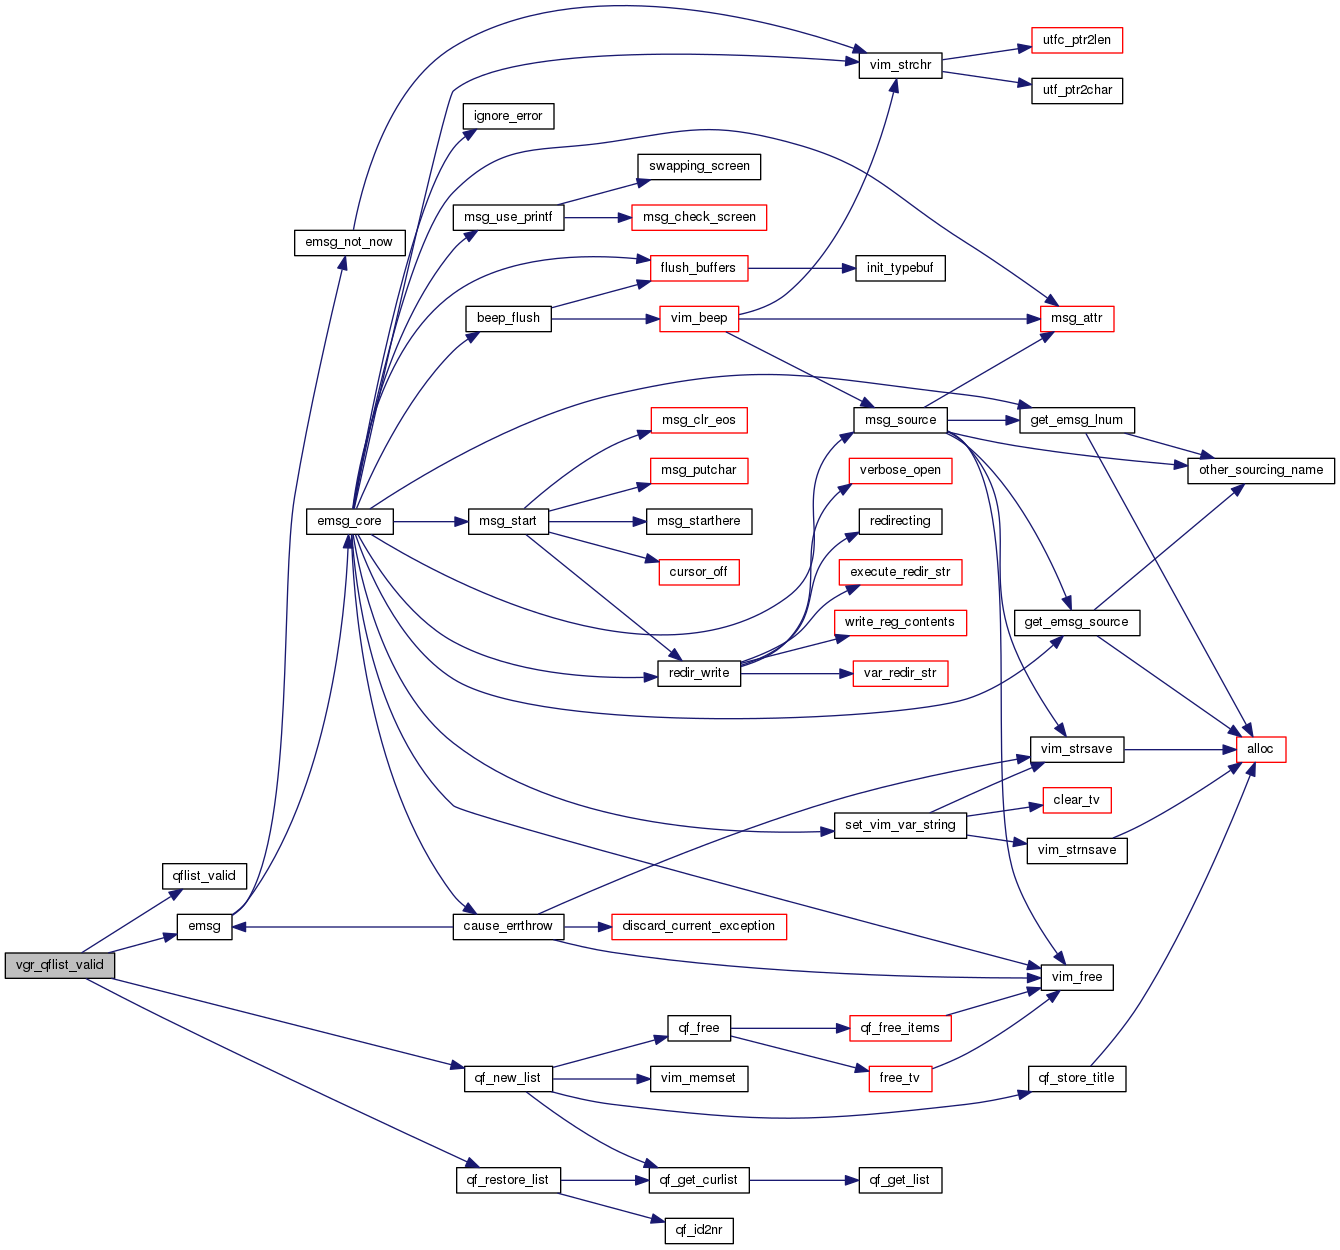 utfc_ptr2len
vim_strchr
utf_ptr2char
ignore_error
swapping_screen
msg_use_printf
msg_check_screen
emsg_not_now
flush_buffers
init_typebuf
beep_flush
vim_beep
msg_attr
msg_clr_eos
msg_source
get_emsg_lnum
msg_putchar
verbose_open
other_sourcing_name
emsg_core
msg_start
msg_starthere
redirecting
cursor_off
execute_redir_str
write_reg_contents
get_emsg_source
redir_write
var_redir_str
vim_strsave
alloc
clear_tv
set_vim_var_string
vim_strnsave
qflist_valid
emsg
cause_errthrow
discard_current_exception
vgr_qflist_valid
vim_free
qf_free
qf_free_items
qf_new_list
vim_memset
free_tv
qf_store_title
qf_restore_list
qf_get_curlist
qf_get_list
qf_id2nr